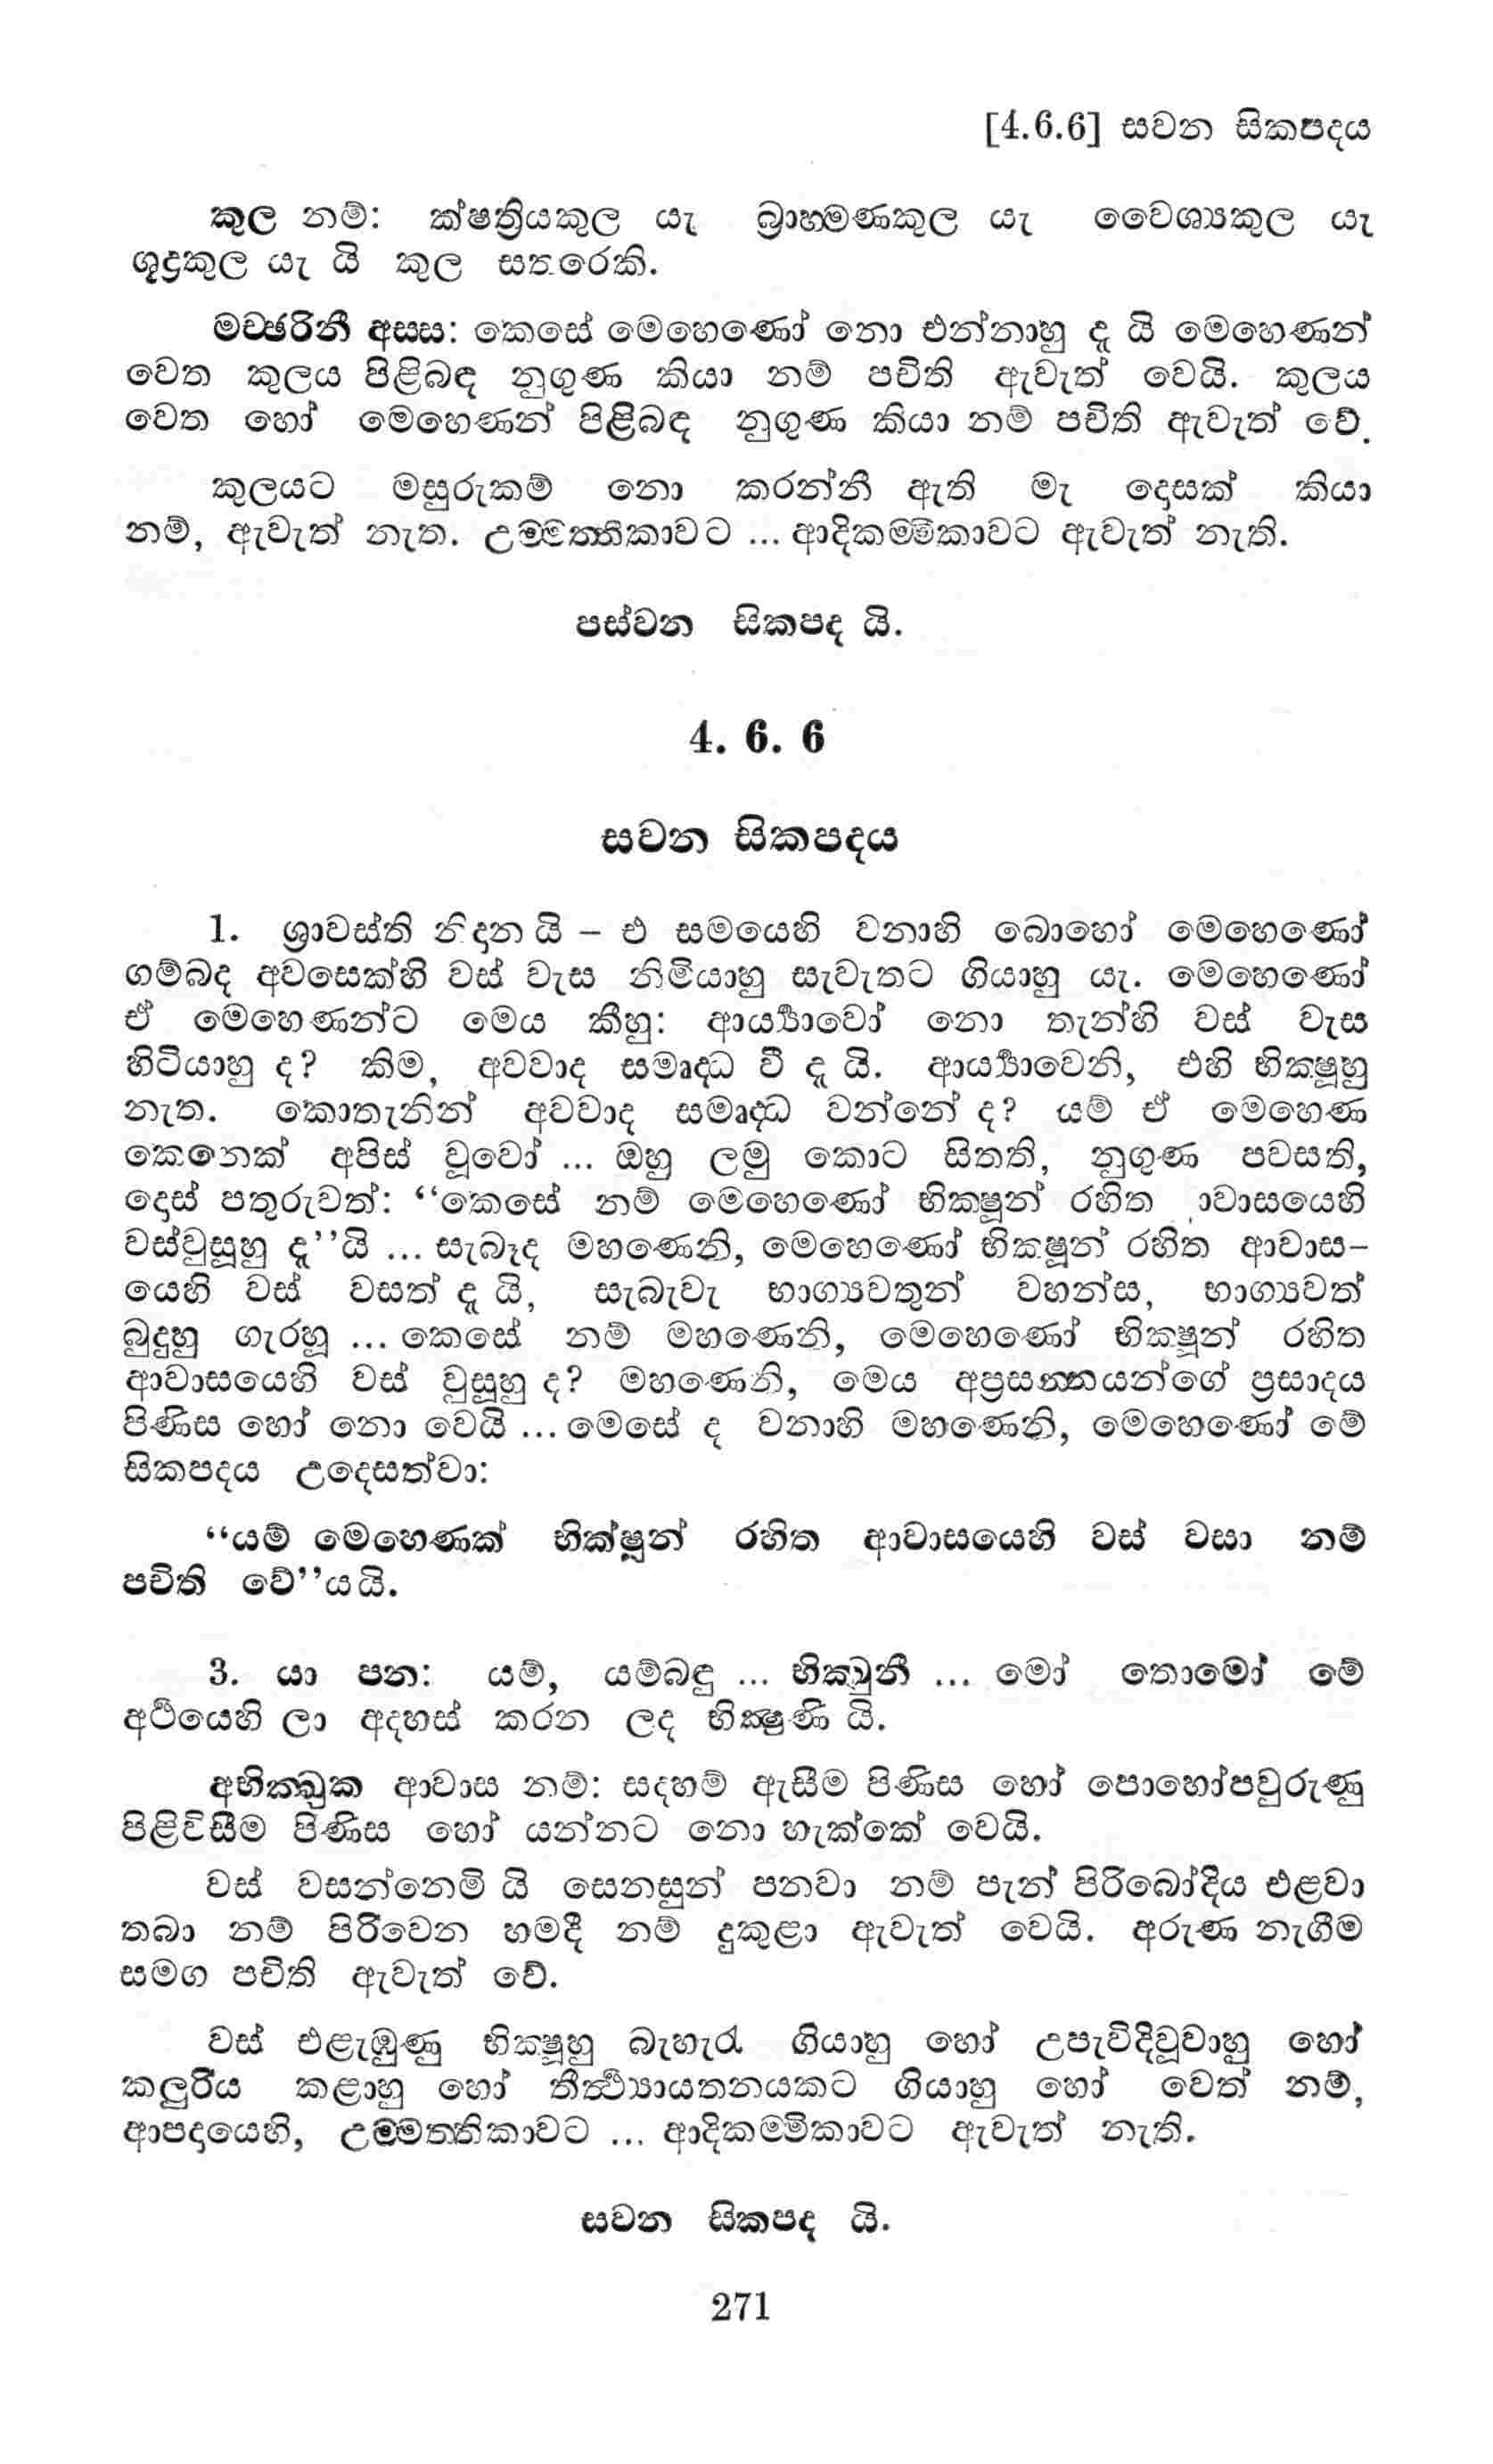 [4.6.6] සවන සිකපදය
කුල නම්: ක්ෂත්‍රියකුල යැ බ්‍රාහ්මණකුල යැ වෛශ්‍යකුල යැ
ශුද්‍රකුල යැ යි කුල සතරෙකි.
මච්ඡරිනී අස්ස: කෙසේ මෙහෙණෝ නො එන්නාහු දැ යි මෙහෙණන්
වෙත කුලය පිළිබඳ නුගුණ කියා නම් පචිති ඇවැත් වෙයි. කුලය
වෙත හෝ මෙහෙණන් පිළිබඳ නුගුණ කියා නම් පචිති ඇවැත් වේ.
කුලයට මසුරුකම් නො කරන්නී ඇති මැ දොසක් කියා
නම්, ඇවැත් නැත. උම්මත්තිකාවට ... ආදිකම්මිකාවට ඇවැත් නැති.
පස්වන සිකපද යි.
4. 6. 6
සවන සිකපදය
1. ශ්‍රාවස්ති නිදාන යි – එ සමයෙහි වනාහි බොහෝ මෙහෙණෝ
ගම්බද අවසෙක්හි වස් වැස නිමියාහු සැවැතට ගියාහු යැ. මෙහෙණෝ
ඒ මෙහෙණන්ට මෙය කීහු: ආර්‍ය්‍යාවෝ නො තැන්හි වස් වැස
හිටියාහු ද? කිම, අවවාද සමෘද්ධ වී දැ යි. ආර්‍ය්‍යාවෙනි, එහි භික්‍ෂූහු
නැත. කොතැනින් අවවාද සමෘද්ධ වන්නේ ද? යම් ඒ මෙහෙණ
කෙනෙක් අපිස් වූවෝ ... ඔහු ලමු කොට සිතති, නුගුණ පවසති,
දොස් පතුරුවත්: “කෙසේ නම් මෙහෙණෝ භික්‍ෂූන් රහිත ාවාසයෙහි
වස්වුසූහු දැ”යි ... සැබෑද මහණෙනි, මෙහෙණෝ භික්‍ෂූන් රහිත ආවාස–
යෙහි වස් වසත් දැ යි, සැබැවැ භාග්‍යවතුන් වහන්ස, භාග්‍යවත්
බුදුහු ගැරහූ ... කෙසේ නම් මහණෙනි, මෙහෙණෝ භික්‍ෂූන් රහිත
ආවාසයෙහි වස් වුසූහු ද? මහණෙනි, මෙය අප්‍රසන්නයන්ගේ ප්‍රසාදය
පිණිස හෝ නො වෙයි ... මෙසේ ද වනාහි මහණෙනි, මෙහෙණෝ මේ
සිකපදය උදෙසත්වා:
“යම් මෙහෙණක් භික්ෂූන් රහිත ආවාසයෙහි වස් වසා නම්
පචිති වේ”යයි.
3. යා පන: යම්, යම්බඳු ... භික්ඛුනී ... මෝ තොමෝ මේ
අර්‍ථයෙහි ලා අදහස් කරන ලද භික්‍ෂුණි යි.
අභික්ඛුක ආවාස නම්: සදහම් ඇසීම පිණිස හෝ පොහෝපවුරුණු
පිළිවිසීම පිණිස හෝ යන්නට නො හැක්කේ වෙයි.
වස් වසන්නෙමි යි සෙනසුන් පනවා නම් පැන් පිරිබෝදිය එළවා
තබා නම් පිරිවෙන හමදී නම් දුකුළා ඇවැත් වෙයි. අරුණ නැගීම
සමග පචිති ඇවැත් වේ.
වස් එළැඹුණු භික්‍ෂූහු බැහැර ගියාහු හෝ උපැවිදිවූවාහු හෝ
කලුරිය කළාහු හෝ තීර්‍ත්‍ථ්‍යායතනයකට ගියාහු හෝ වෙත් නම්,
ආපදායෙහි, උම්මත්තිකාවට ... ආදිකම්මිකාවට ඇවැත් නැති.
සවන සිකපද යි.
271